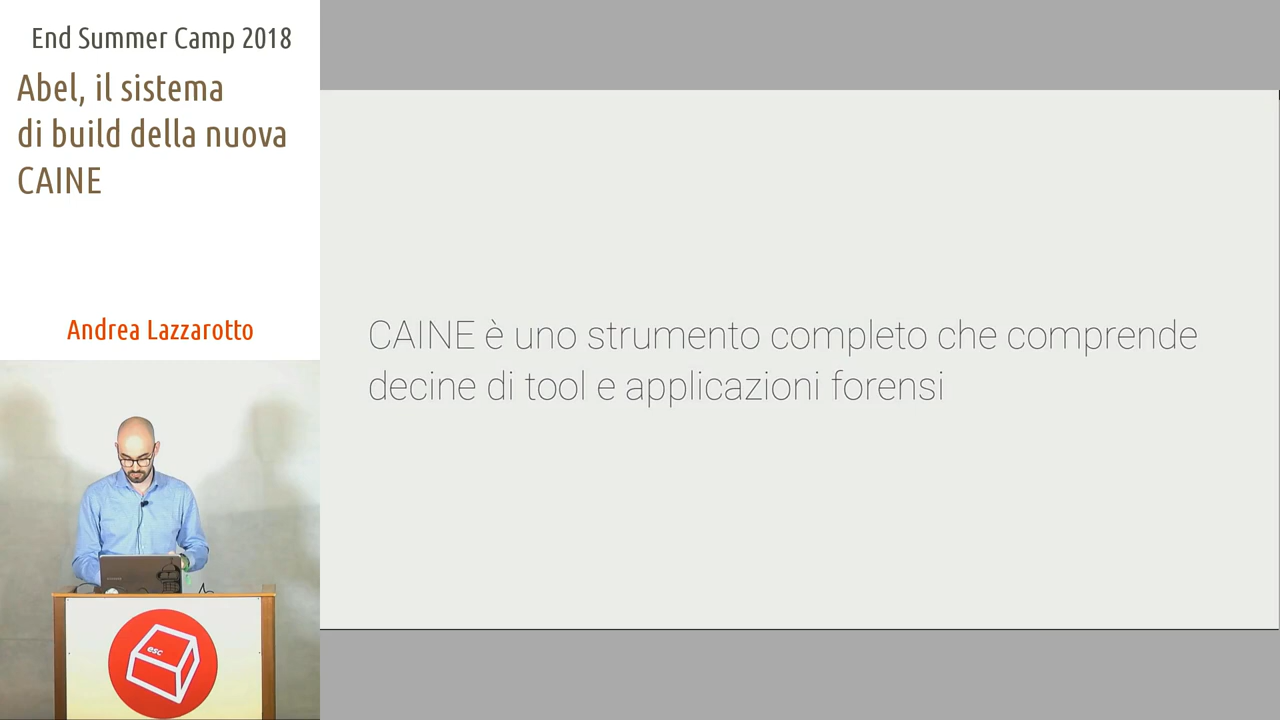 End Summer Camp 2018
Abel, il sistema
di build della nuova
CAINE
Andrea Lazzarotto
CAINE è uno strumento completo che comprende
decine di tool e applicazioni forensi
esc